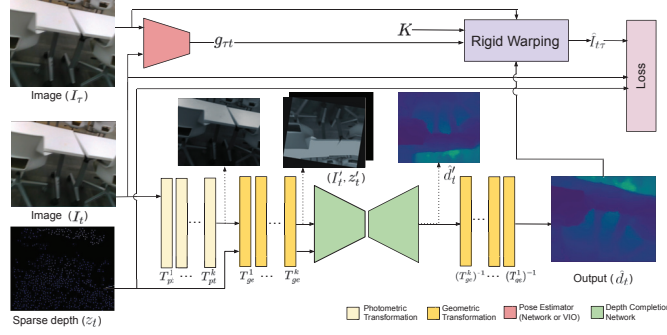 Image (I_τ)
g_τt
K
Rigid Warping
Î_tτ
Loss
Image (I_t)
(I′_t, z′_t)
d̂′_t
T^1_pt ... T^k_pt
T^1_ge ... T^k_ge
(T^k_ge)^-1 ... (T^1_ge)^-1
Output (d̂_t)
Sparse depth (z_t)
Photometric
Transformation
Geometric
Transformation
Pose Estimator
(Network or VIO)
Depth Completion
Network